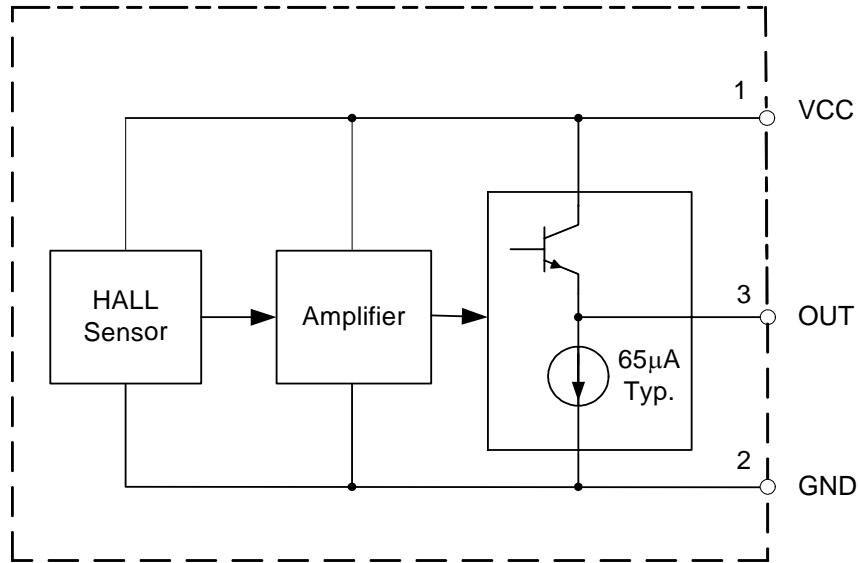 1
VCC
HALL
Sensor
Amplifier
3
OUT
65μA
Typ.
2
GND